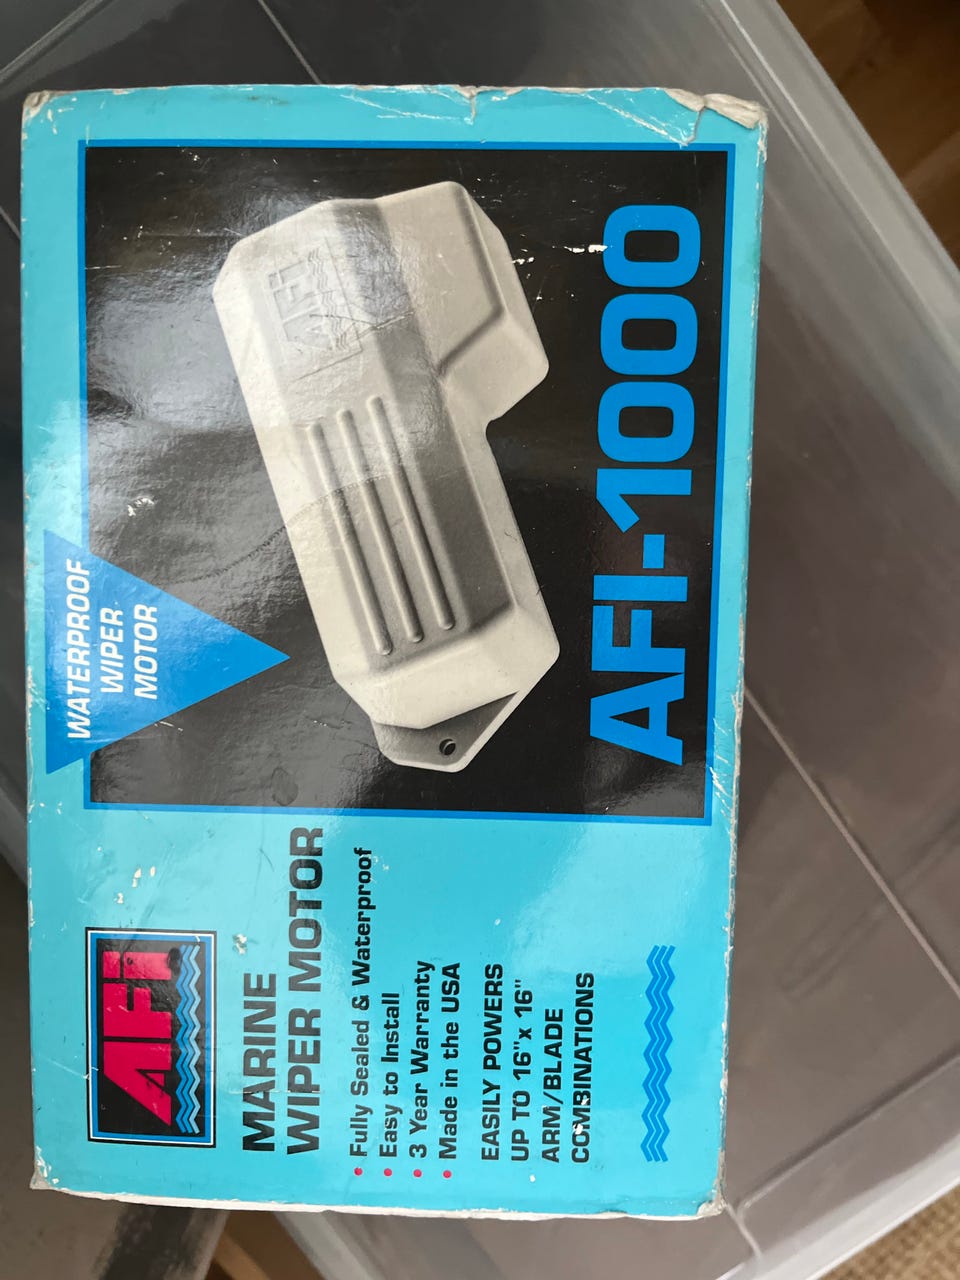 AFI
MARINE
WIPER MOTOR
• Fully Sealed & Waterproof
• Easy to Install
• 3 Year Warranty
• Made in the USA
EASILY POWERS
UP TO 16"x 16"
ARM/BLADE
COMBINATIONS
WATERPROOF
WIPER
MOTOR
AFI
AFI-1000